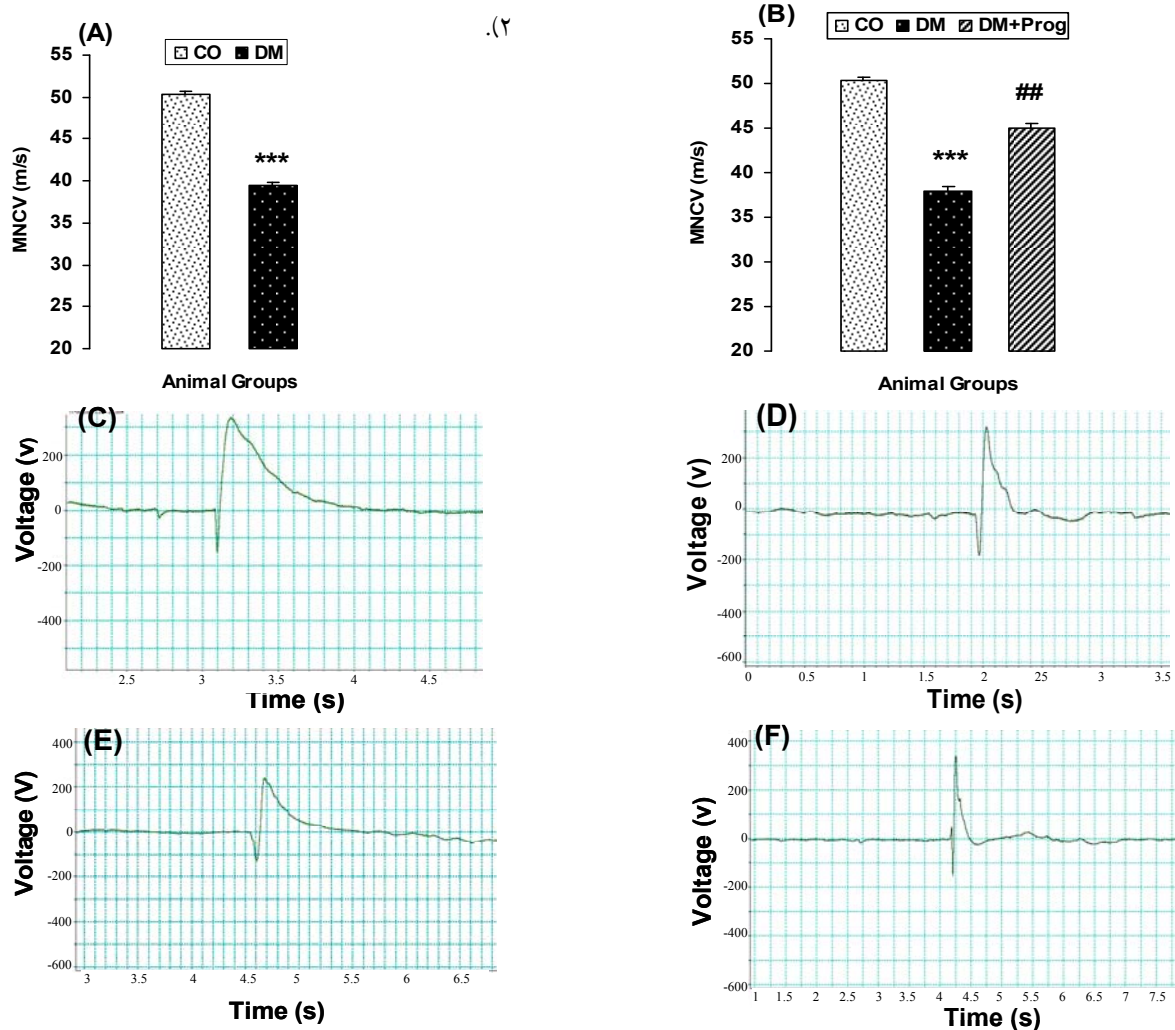 .(۲
(A)
CO DM
MNCV (m/s)
55
50
45
40
35
30
25
20
***
Animal Groups
(B)
CO DM DM+Prog
MNCV (m/s)
55
50
45
40
35
30
25
20
***
##
Animal Groups
(C)
Voltage (v)
200
0
-200
-400
2.5 3 3.5 4 4.5
Time (s)
(D)
Voltage (v)
200
0
-200
-400
-600
0 .5 1 1.5 2 25 1 3.5
Time (s)
(E)
Voltage (V)
400
200
0
-200
-400
-600
3 3.5 4 4.5 5 5.5 6 6.5
Time (s)
(F)
Voltage (v)
400
200
0
-200
-400
-600
1 1.5 2 2.5 3 3.5 4 4.5 5 5.5 6 6.5 7 7.5
Time (s)